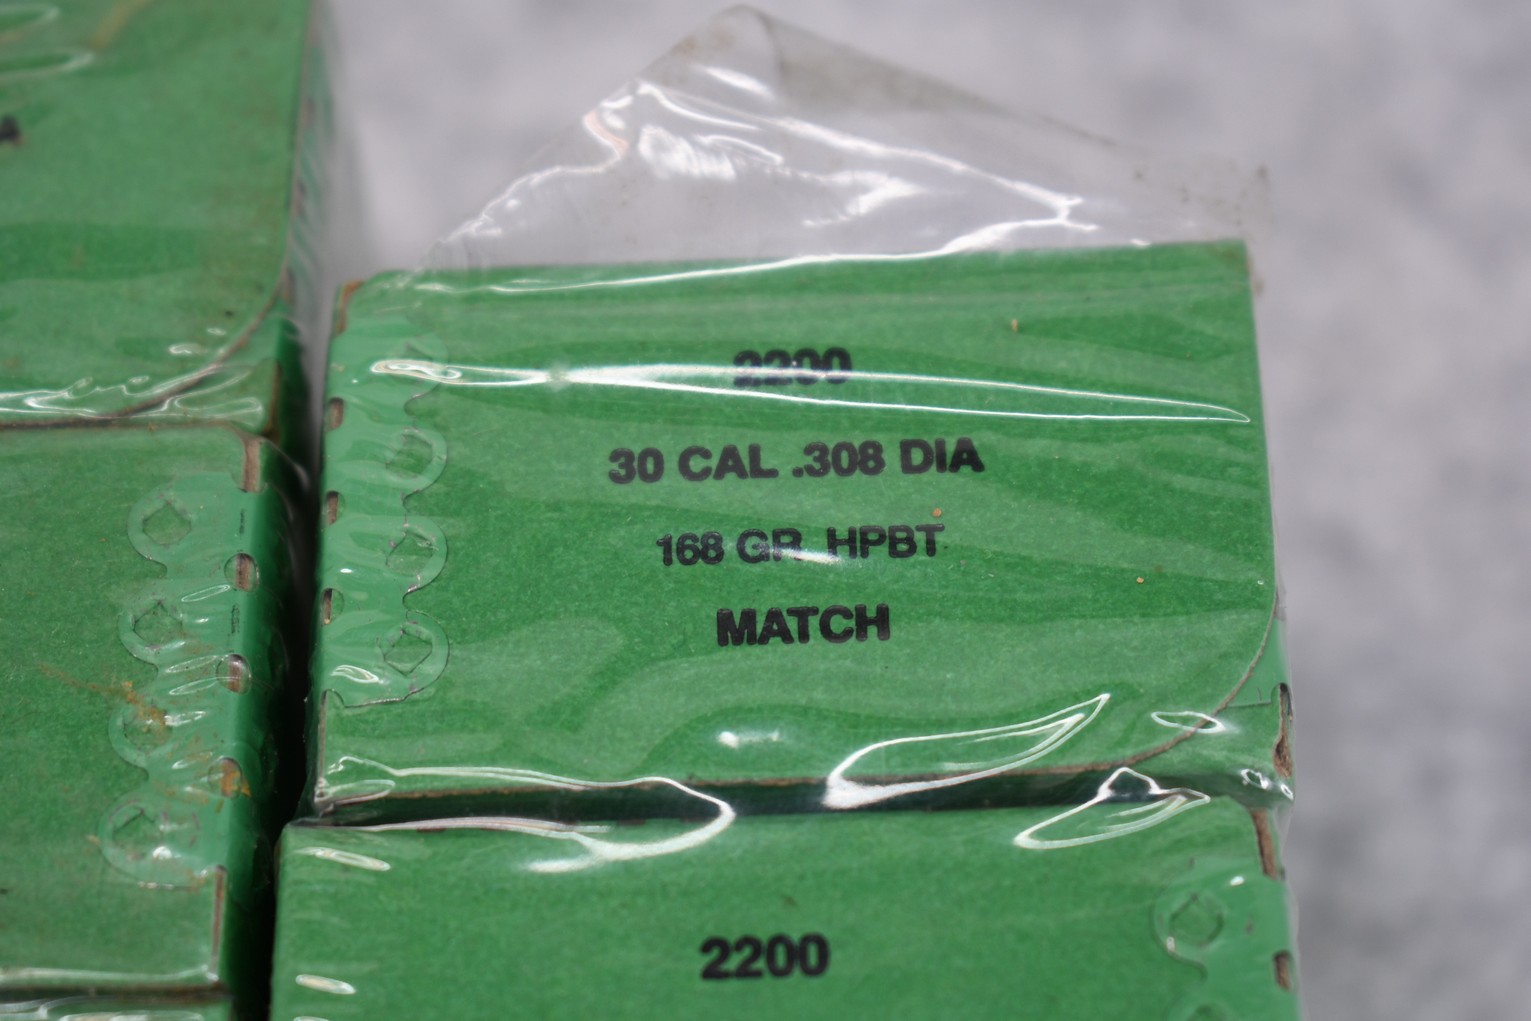 2200
30 CAL .308 DIA
168 GR. HPBT
MATCH
2200